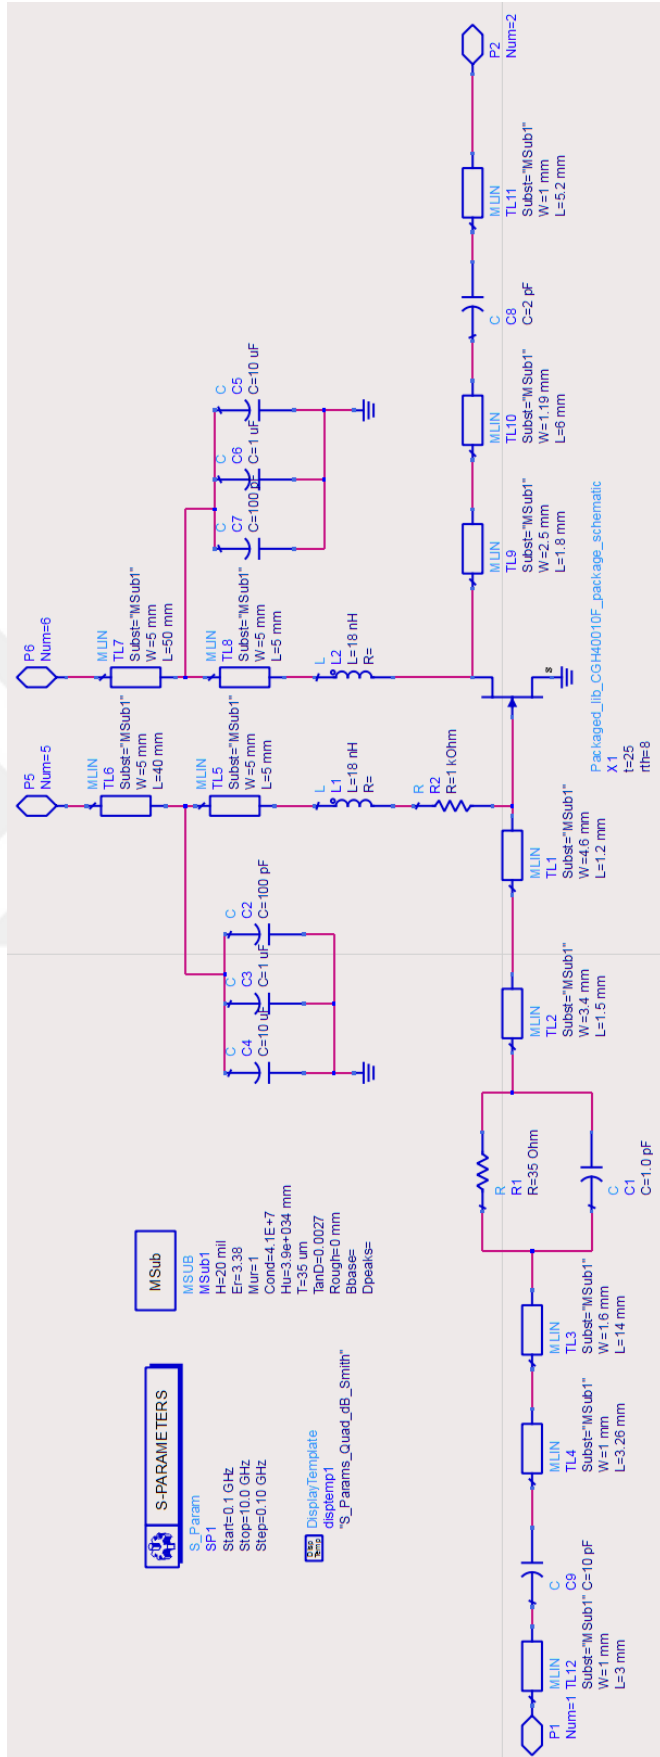 S-PARAMETERS
S_Param
SP1
Start=0.1 GHz
Stop=10.0 GHz
Step=0.10 GHz
Disp
Temp
DisplayTemplate
disptemp1
"S_Params_Quad_dB_Smith"
MSub
MSUB
MSub1
H=20 mil
Er=3.38
Mur=1
Cond=4.1E+7
Hu=3.9e+034 mm
T=35 um
TanD=0.0027
Rough=0 mm
Bbase=
Dpeaks=
P5
Num=5
MLIN
TL6
Subst="MSub1"
W=5 mm
L=40 mm
MLIN
TL5
Subst="MSub1"
W=5 mm
L=5 mm
L
L1
L=18 nH
R=
R
R2
R=1 kOhm
C
C4
C=10 uF
C
C3
C=1 uF
C
C2
C=100 pF
P6
Num=6
MLIN
TL7
Subst="MSub1"
W=5 mm
L=50 mm
MLIN
TL8
Subst="MSub1"
W=5 mm
L=5 mm
L
L2
L=18 nH
R=
C
C7
C=100 pF
C
C6
C=1 uF
C
C5
C=10 uF
P1
Num=1
MLIN
TL12
Subst="MSub1"
W=1 mm
L=3 mm
C
C9
C=10 pF
MLIN
TL4
Subst="MSub1"
W=1 mm
L=3.26 mm
MLIN
TL3
Subst="MSub1"
W=1.6 mm
L=14 mm
R
R1
R=35 Ohm
C
C1
C=1.0 pF
MLIN
TL2
Subst="MSub1"
W=3.4 mm
L=1.5 mm
MLIN
TL1
Subst="MSub1"
W=4.6 mm
L=1.2 mm
s
Packaged_lib_CGH40010F_package_schematic
X1
t=25
rth=8
MLIN
TL9
Subst="MSub1"
W=2.5 mm
L=1.8 mm
MLIN
TL10
Subst="MSub1"
W=1.19 mm
L=6 mm
C
C8
C=2 pF
MLIN
TL11
Subst="MSub1"
W=1 mm
L=5.2 mm
P2
Num=2